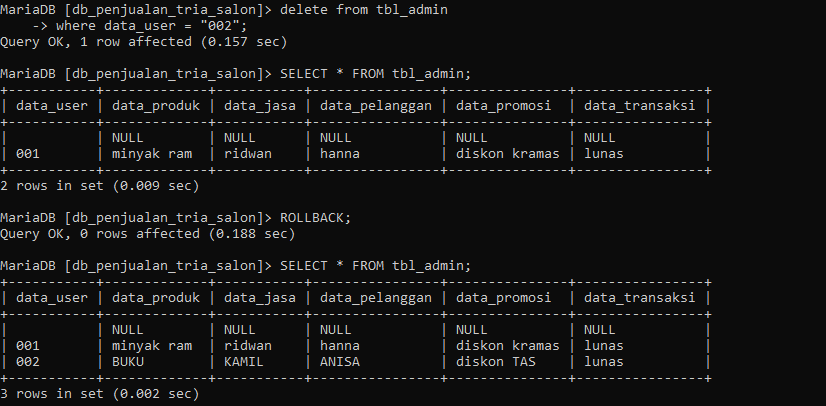 MariaDB [db_penjualan_tria_salon]> delete from tbl_admin
    -> where data_user = "002";
Query OK, 1 row affected (0.157 sec)

MariaDB [db_penjualan_tria_salon]> SELECT * FROM tbl_admin;
+-----------+-------------+-----------+----------------+---------------+----------------+
| data_user | data_produk | data_jasa | data_pelanggan | data_promosi  | data_transaksi |
+-----------+-------------+-----------+----------------+---------------+----------------+
|           | NULL        | NULL      | NULL           | NULL          | NULL           |
| 001       | minyak ram  | ridwan    | hanna          | diskon kramas | lunas          |
+-----------+-------------+-----------+----------------+---------------+----------------+
2 rows in set (0.009 sec)

MariaDB [db_penjualan_tria_salon]> ROLLBACK;
Query OK, 0 rows affected (0.188 sec)

MariaDB [db_penjualan_tria_salon]> SELECT * FROM tbl_admin;
+-----------+-------------+-----------+----------------+---------------+----------------+
| data_user | data_produk | data_jasa | data_pelanggan | data_promosi  | data_transaksi |
+-----------+-------------+-----------+----------------+---------------+----------------+
|           | NULL        | NULL      | NULL           | NULL          | NULL           |
| 001       | minyak ram  | ridwan    | hanna          | diskon kramas | lunas          |
| 002       | BUKU        | KAMIL     | ANISA          | diskon TAS    | lunas          |
+-----------+-------------+-----------+----------------+---------------+----------------+
3 rows in set (0.002 sec)